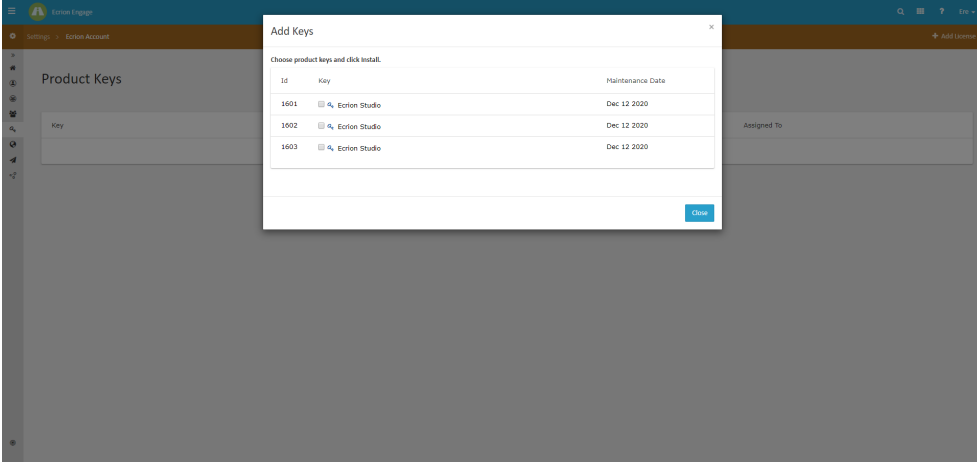 Ecrion Engage
? Em
Settings > Ecrion Account
+ Add License
Product Keys
Key
Assigned To
Add Keys
×
Choose product keys and click Install.
Id Key Maintenance Date
1601 Ecrion Studio Dec 12 2020
1602 Ecrion Studio Dec 12 2020
1603 Ecrion Studio Dec 12 2020
Close